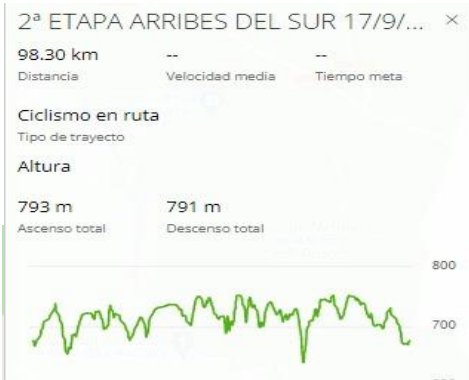 2ª ETAPA ARRIBES DEL SUR 17/9/... ×
98.30 km -- --
Distancia Velocidad media Tiempo meta
Ciclismo en ruta
Tipo de trayecto
Altura
793 m 791 m
Ascenso total Descenso total
800
700